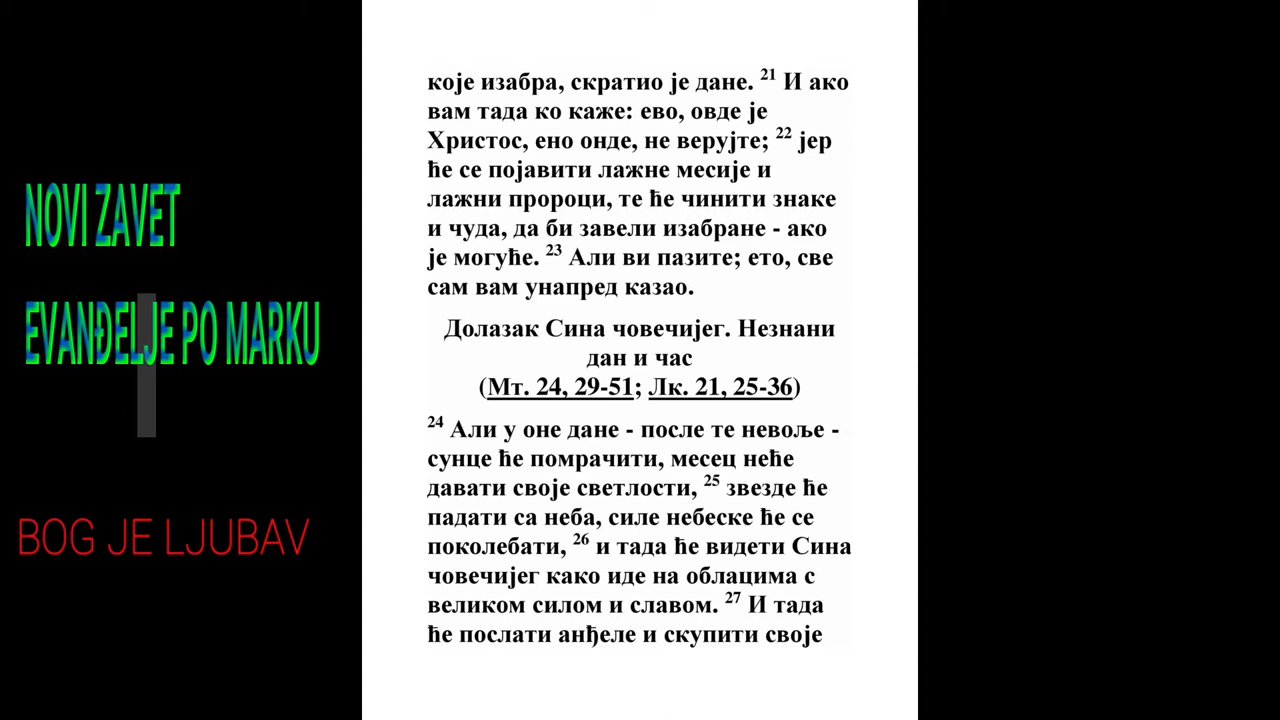 NOVI ZAVET
EVANĐELJE PO MARKU
BOG JE LJUBAV
које изабра, скратио је дане. 21 И ако
вам тада ко каже: ево, овде је
Христос, ено онде, не верујте; 22 јер
ће се појавити лажне месије и
лажни пророци, те ће чинити знаке
и чуда, да би завели изабране - ако
је могуће. 23 Али ви пазите; ето, све
сам вам унапред казао.
Долазак Сина човечијег. Незнани
дан и час
(Мт. 24, 29-51; Лк. 21, 25-36)
24 Али у оне дане - после те невоље -
сунце ће помрачити, месец неће
давати своје светлости, 25 звезде ће
падати са неба, силе небеске ће се
поколебати, 26 и тада ће видети Сина
човечијег како иде на облацима с
великом силом и славом. 27 И тада
ће послати анђеле и скупити своје